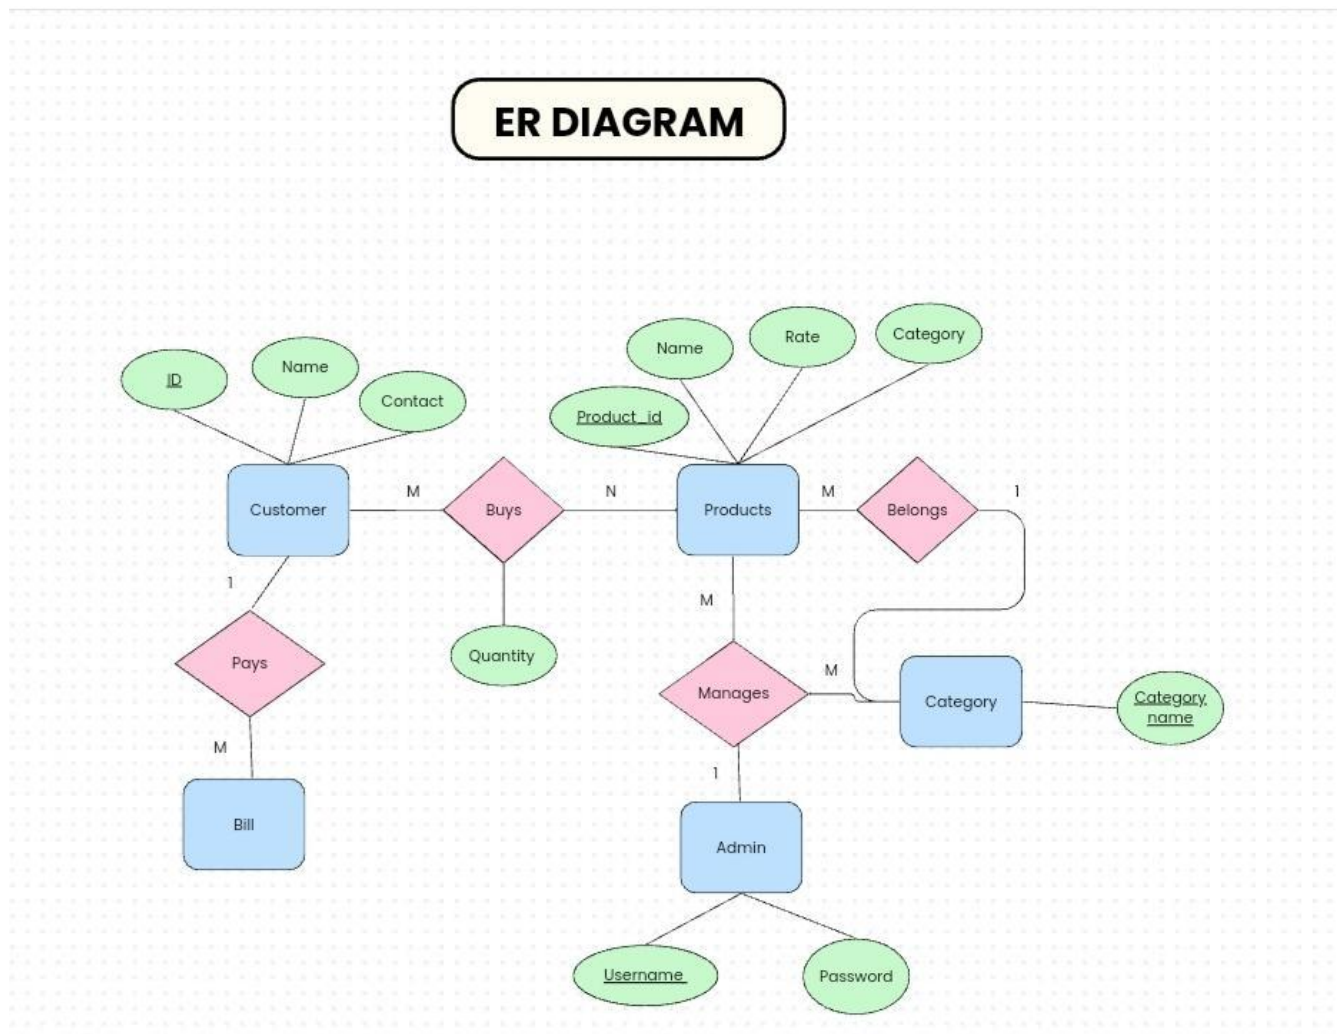 ER DIAGRAM
ID
Name
Contact
Product_id
Name
Rate
Category
Customer
M
Buys
N
Products
M
Belongs
1
1
Quantity
M
Pays
Manages
M
Category
Category
name
M
1
Bill
Admin
Username
Password